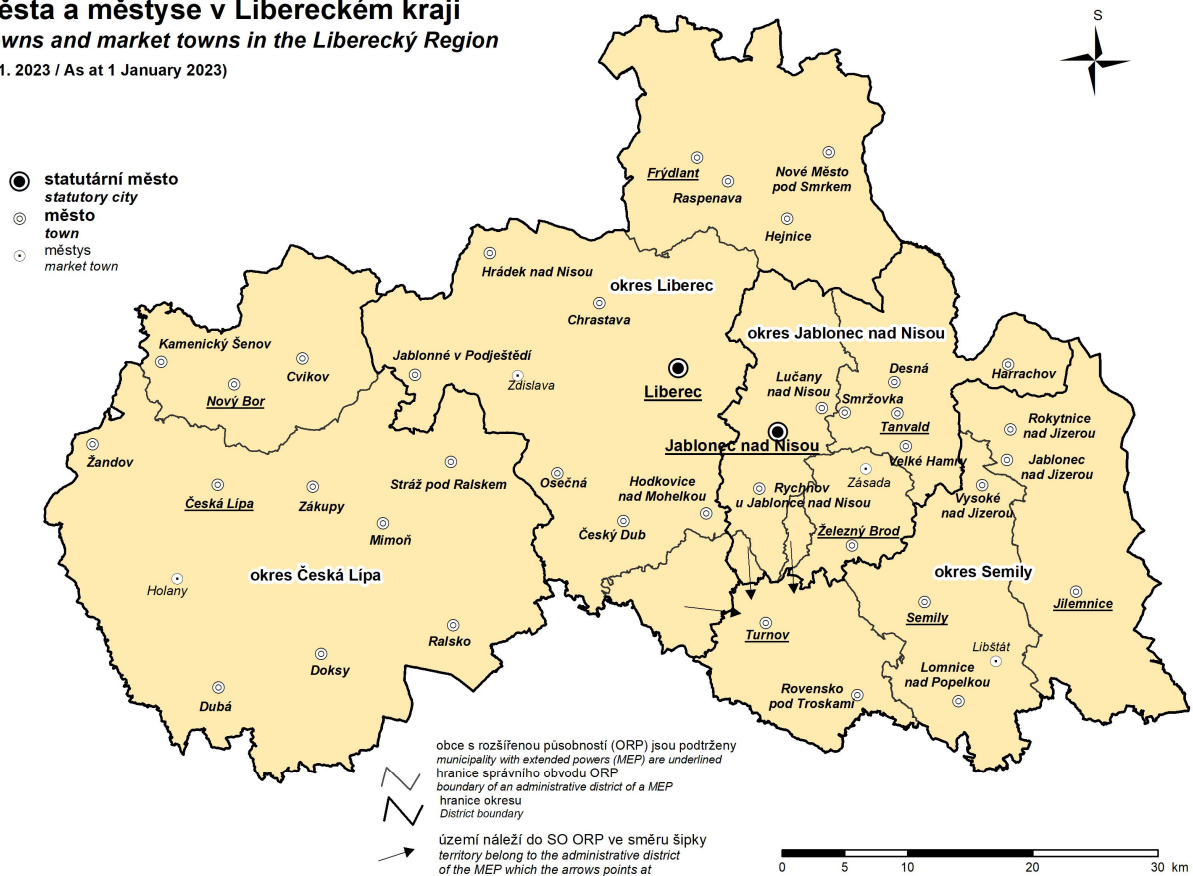 ěsta a městyse v Libereckém kraji
owns and market towns in the Liberecký Region
1. 2023 / As at 1 January 2023)
S
statutární město
statutory city
město
town
městys
market town
Frýdlant
Raspenava
Nové Město
pod Smrkem
Hejnice
Hrádek nad Nisou
okres Liberec
Chrastava
okres Jablonec nad Nisou
Kamenický Šenov
Cvikov
Nový Bor
Jablonné v Podještědí
Zdislava
Liberec
Lučany
nad Nisou
Desná
Smržovka
Tanvald
Harrachov
Rokytnice
nad Jizerou
Jablonec nad Nisou
Velké Hamry
Jablonec
nad Jizerou
Žandov
Česká Lípa
Zákupy
Stráž pod Ralskem
Mimoň
Osečná
Hodkovice
nad Mohelkou
Český Dub
Rychnov
u Jablonce nad Nisou
Zásada
Železný Brod
Vysoké
nad Jizerou
okres Česká Lípa
Holany
okres Semily
Semily
Jilemnice
Turnov
Ralsko
Doksy
Dubá
Libštát
Lomnice
nad Popelkou
Rovensko
pod Troskami
obce s rozšířenou působností (ORP) jsou podtrženy
municipality with extended powers (MEP) are underlined
hranice správního obvodu ORP
boundary of an administrative district of a MEP
hranice okresu
District boundary
území náleží do SO ORP ve směru šipky
territory belong to the administrative district
of the MEP which the arrows points at
0 5 10 20 30 km